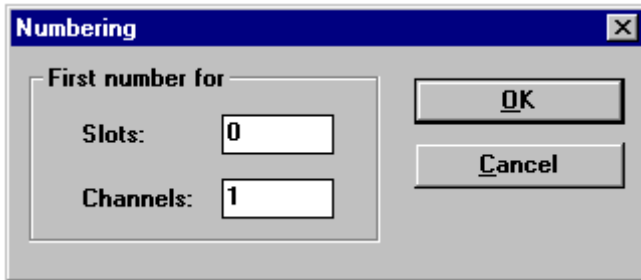 Numbering
First number for
Slots: 0
Channels: 1
OK
Cancel